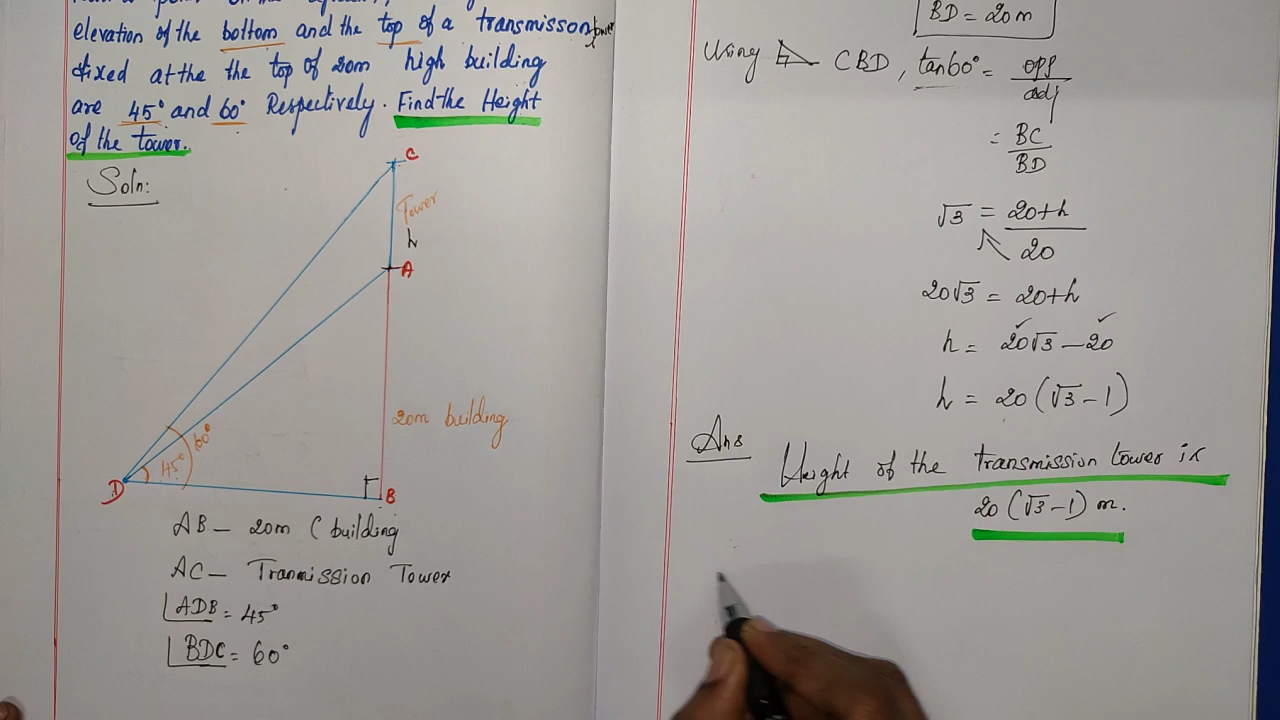 elevation of the bottom and the top of a transmisson tower
fixed at the the top of 20m high building
are 45° and 60° Respectively. Find the Height
of the tower.
Soln:
C
Tower
h
A
20m building
60°
45°
D
B
AB - 20m ( building
AC - Tranmission Tower
∠ADB = 45°
∠BDC = 60°
BD = 20m
Using ⊿ CBD, tan60° = opp/adj
= BC/BD
√3 = 20+h/20
20√3 = 20+h
h = 20√3 - 20
h = 20(√3-1)
Ans
Height of the transmission tower is
20(√3-1) m.